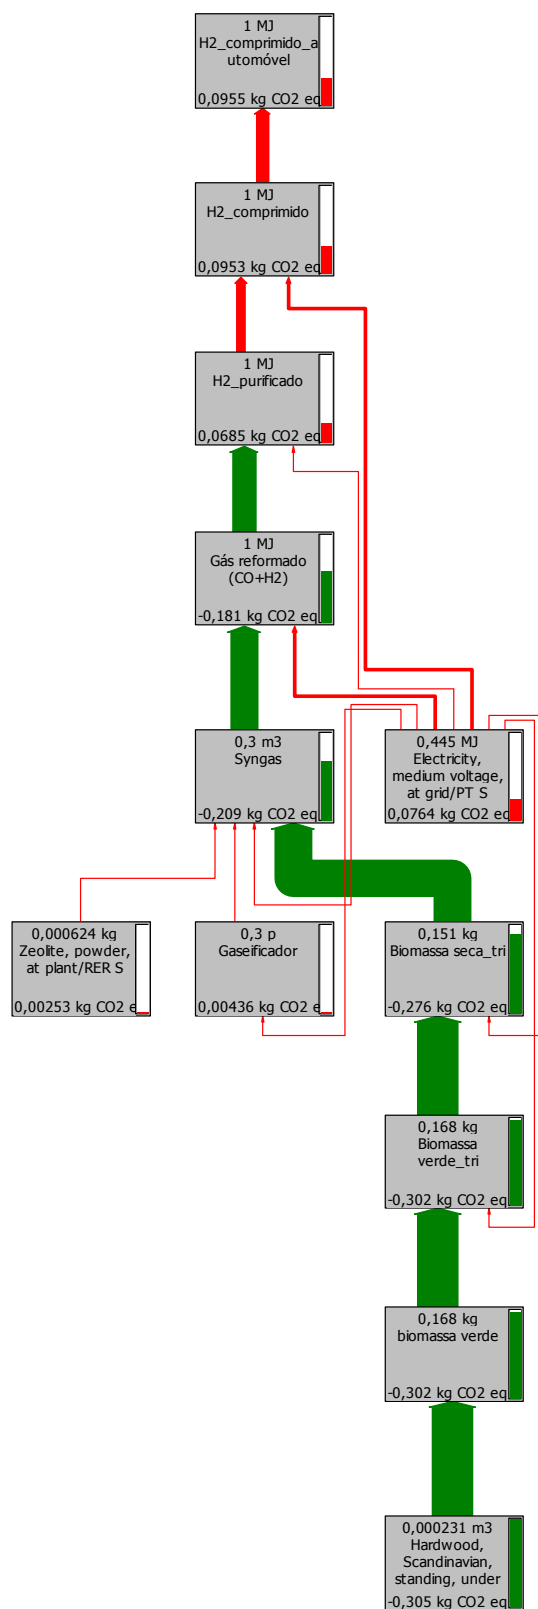 1 MJ
H2_comprimido_a
utomóvel
0,0955 kg CO2 eq
1 MJ
H2_comprimido
0,0953 kg CO2 eq
1 MJ
H2_purificado
0,0685 kg CO2 eq
1 MJ
Gás reformado
(CO+H2)
-0,181 kg CO2 eq
0,3 m3
Syngas
-0,209 kg CO2 eq
0,445 MJ
Electricity,
medium voltage,
at grid/PT S
0,0764 kg CO2 eq
0,000624 kg
Zeolite, powder,
at plant/RER S
0,00253 kg CO2 e
0,3 p
Gaseificador
0,00436 kg CO2 e
0,151 kg
Biomassa seca_tri
-0,276 kg CO2 eq
0,168 kg
Biomassa
verde_tri
-0,302 kg CO2 eq
0,168 kg
biomassa verde
-0,302 kg CO2 eq
0,000231 m3
Hardwood,
Scandinavian,
standing, under
-0,305 kg CO2 eq